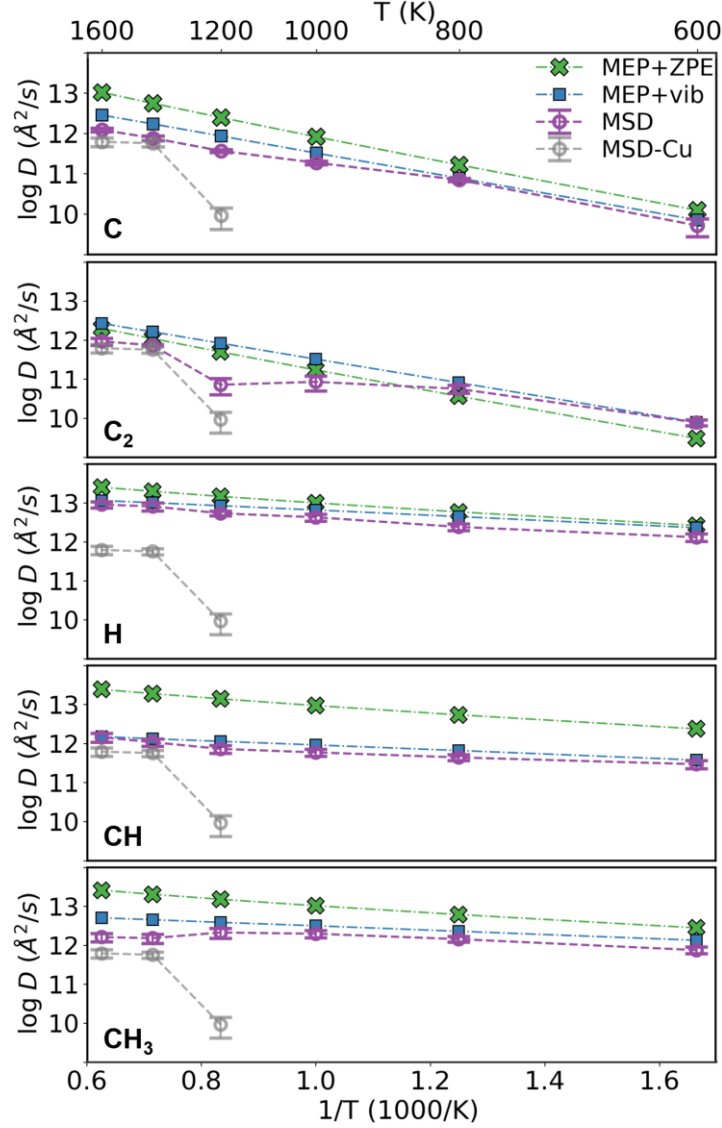 T (K)
1600 1200 1000 800 600
MEP+ZPE
MEP+vib
MSD
MSD-Cu
log D (Å²/s)
13
12
11
10
C
log D (Å²/s)
13
12
11
10
C₂
log D (Å²/s)
13
12
11
10
H
log D (Å²/s)
13
12
11
10
CH
log D (Å²/s)
13
12
11
10
CH₃
0.6 0.8 1.0 1.2 1.4 1.6
1/T (1000/K)